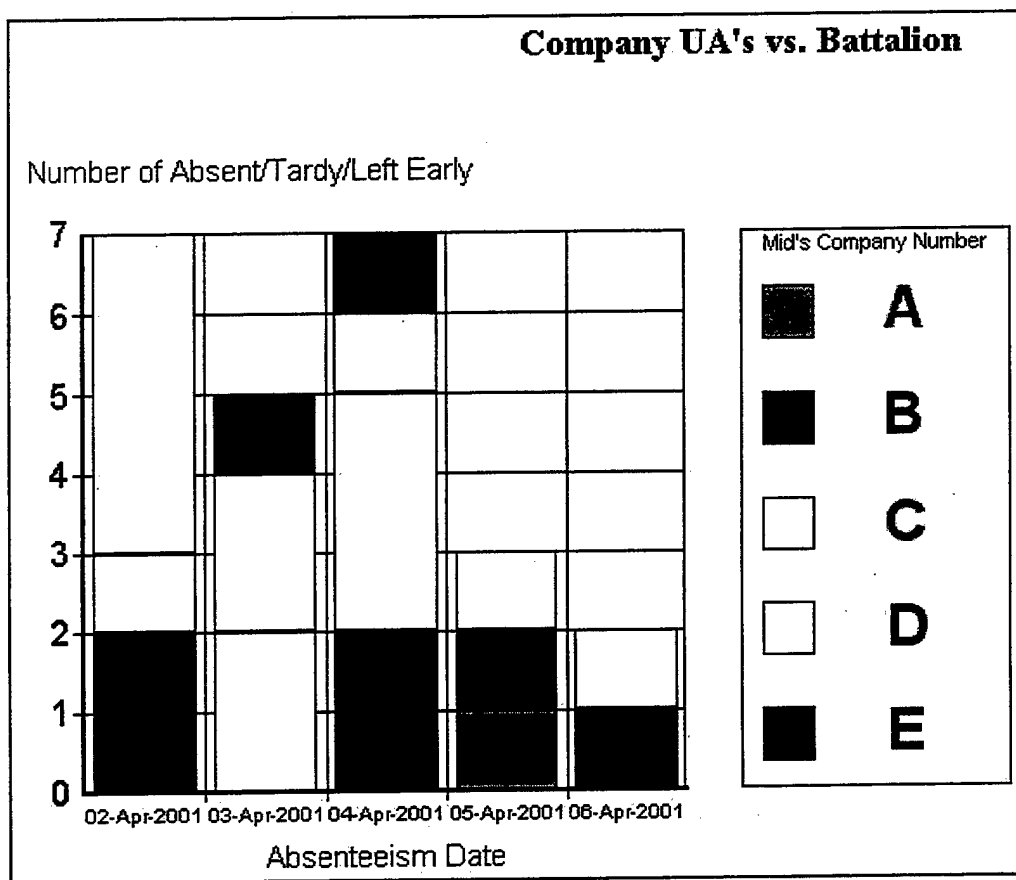 Company UA's vs. Battalion
Number of Absent/Tardy/Left Early
7
6
5
4
3
2
1
0
02-Apr-2001 03-Apr-2001 04-Apr-2001 05-Apr-2001 06-Apr-2001
Absenteeism Date
Mid's Company Number
A
B
C
D
E